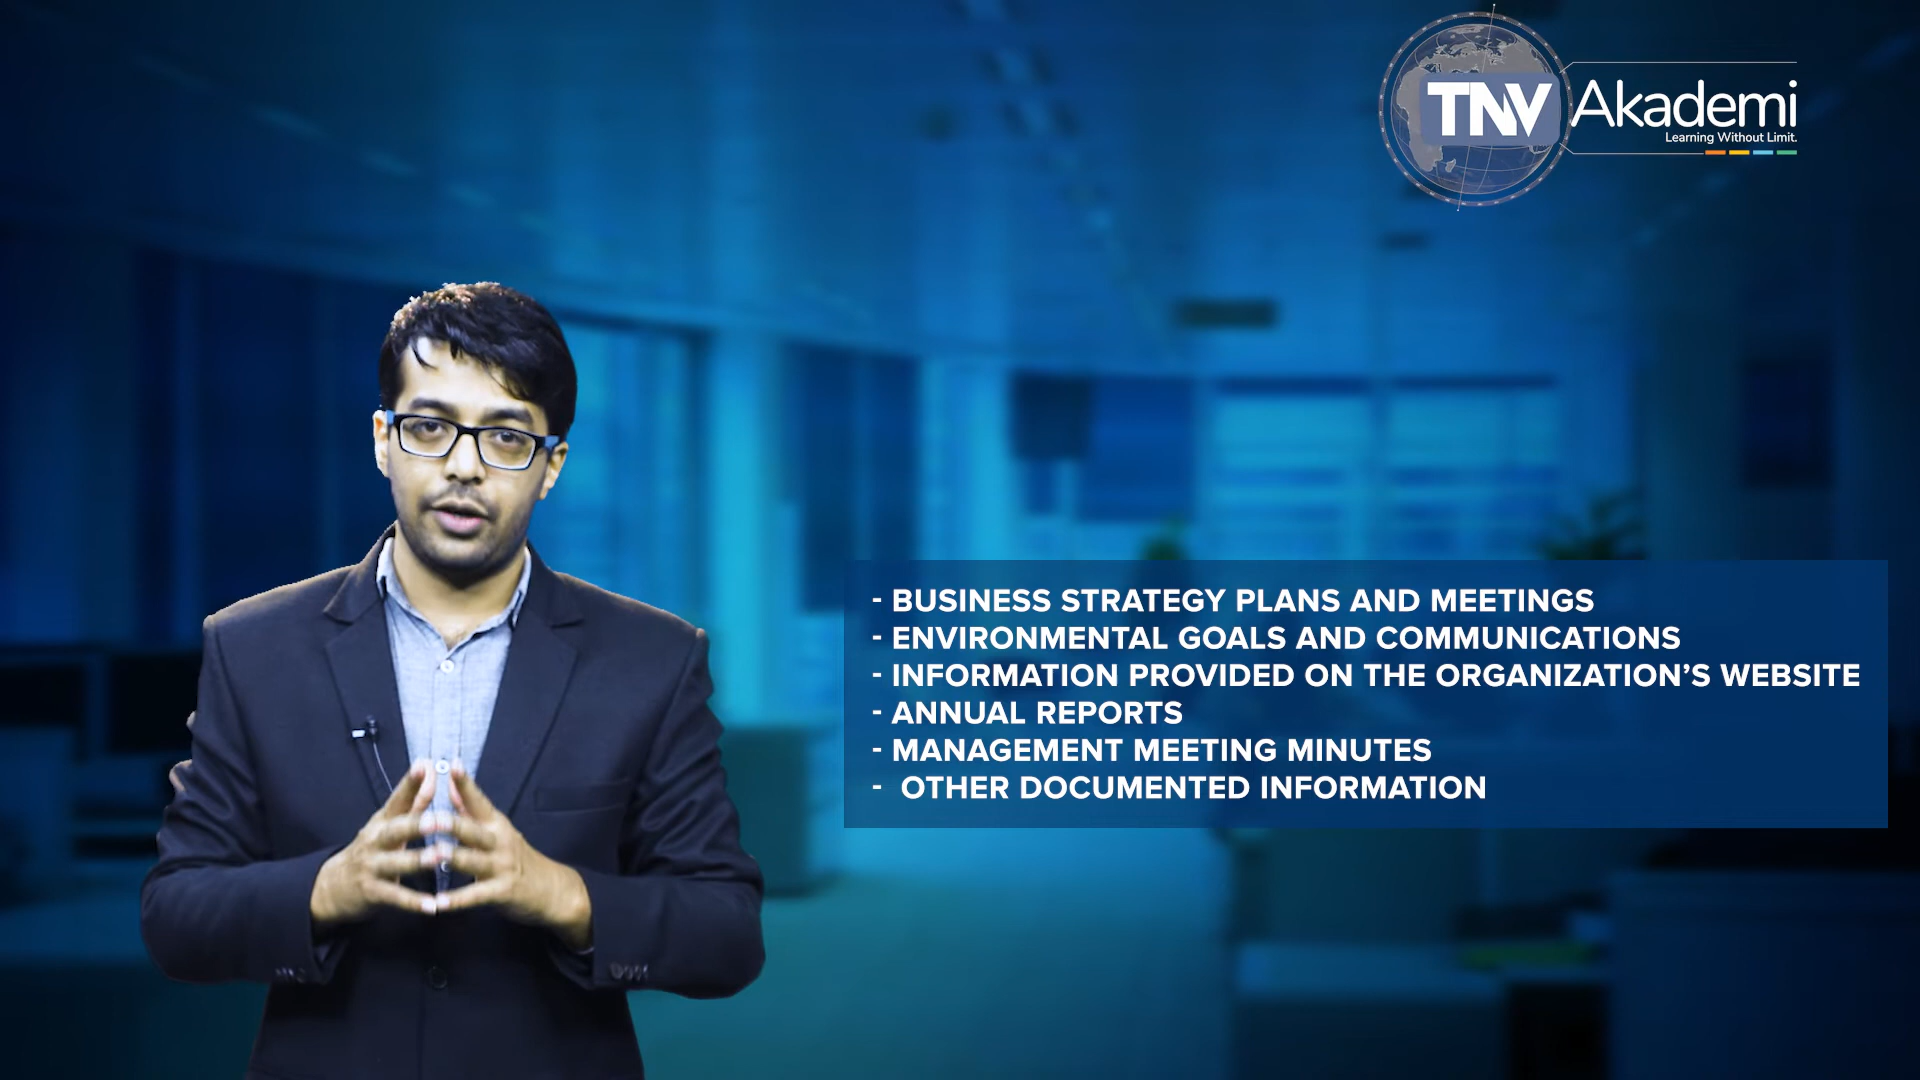 TNV Akademi
Learning Without Limit.
- BUSINESS STRATEGY PLANS AND MEETINGS
- ENVIRONMENTAL GOALS AND COMMUNICATIONS
- INFORMATION PROVIDED ON THE ORGANIZATION’S WEBSITE
- ANNUAL REPORTS
- MANAGEMENT MEETING MINUTES
- OTHER DOCUMENTED INFORMATION